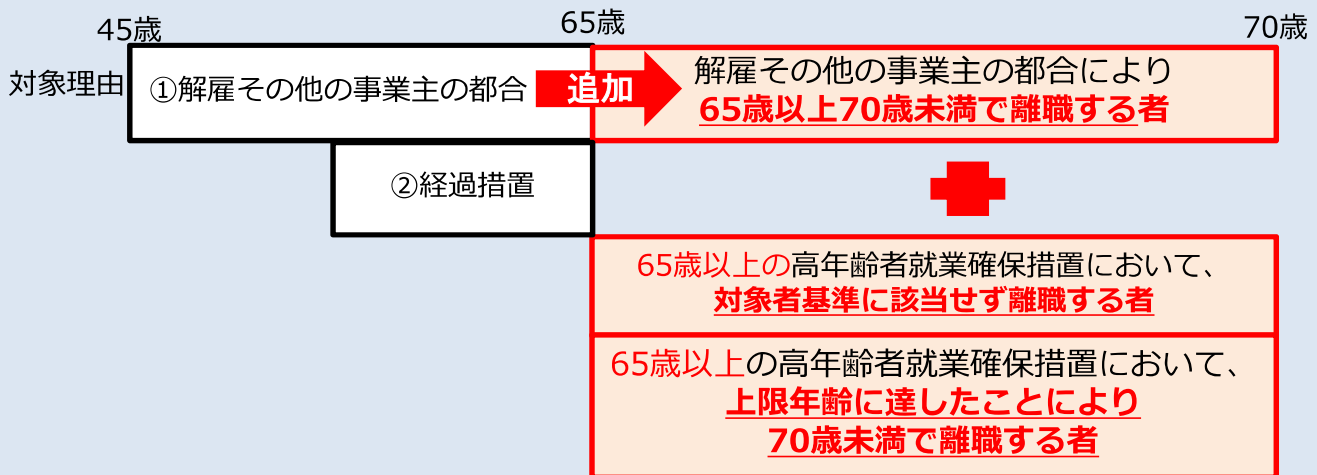 45歳
65歳
70歳
対象理由
①解雇その他の事業主の都合
追加
解雇その他の事業主の都合により
65歳以上70歳未満で離職する者
②経過措置
65歳以上の高年齢者就業確保措置において、
対象者基準に該当せず離職する者
65歳以上の高年齢者就業確保措置において、
上限年齢に達したことにより
70歳未満で離職する者